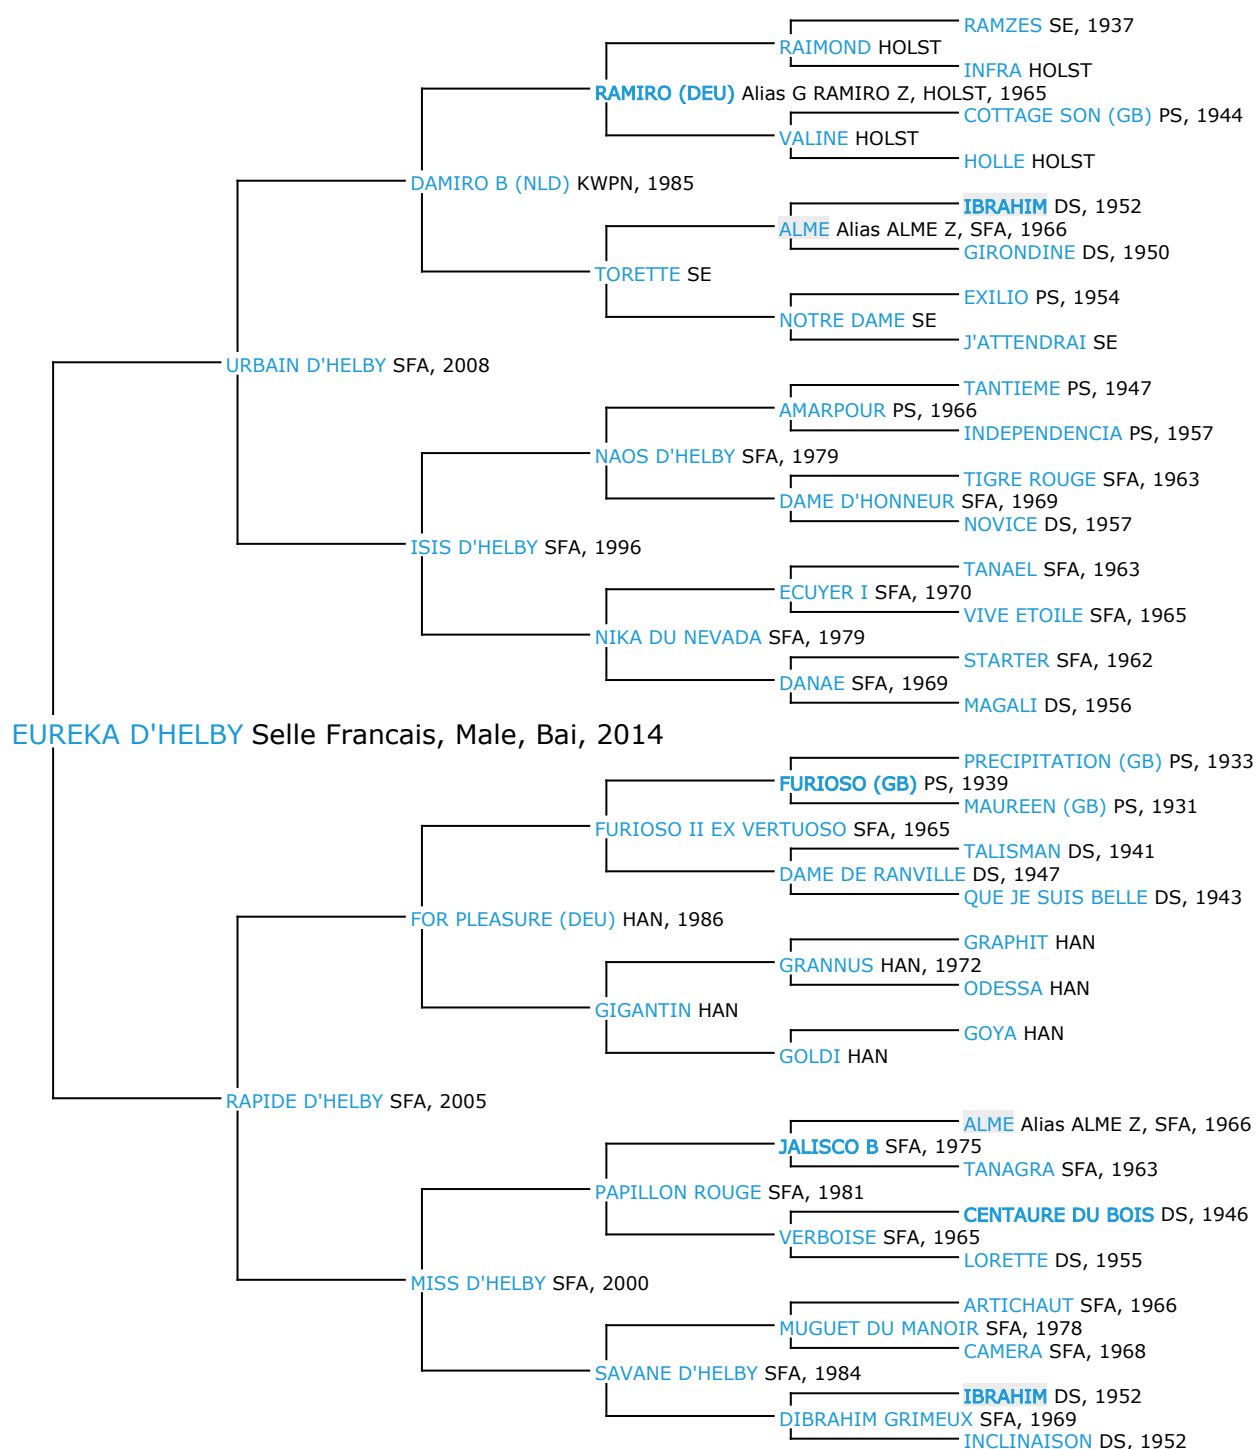 RAMZES SE, 1937
RAIMOND HOLST
INFRA HOLST
RAMIRO (DEU) Alias G RAMIRO Z, HOLST, 1965
COTTAGE SON (GB) PS, 1944
VALINE HOLST
HOLLE HOLST
DAMIRO B (NLD) KWPN, 1985
IBRAHIM DS, 1952
ALME Alias ALME Z, SFA, 1966
GIRONDINE DS, 1950
TORETTE SE
EXILIO PS, 1954
NOTRE DAME SE
J'ATTENDRAI SE
URBAIN D'HELBY SFA, 2008
TANTIEME PS, 1947
AMARPOUR PS, 1966
INDEPENDENCIA PS, 1957
NAOS D'HELBY SFA, 1979
TIGRE ROUGE SFA, 1963
DAME D'HONNEUR SFA, 1969
NOVICE DS, 1957
ISIS D'HELBY SFA, 1996
TANAEL SFA, 1963
ECUYER I SFA, 1970
VIVE ETOILE SFA, 1965
NIKA DU NEVADA SFA, 1979
STARTER SFA, 1962
DANAE SFA, 1969
MAGALI DS, 1956
EUREKA D'HELBY Selle Francais, Male, Bai, 2014
PRECIPITATION (GB) PS, 1933
FURIOSO (GB) PS, 1939
MAUREEN (GB) PS, 1931
FURIOSO II EX VERTUOSO SFA, 1965
TALISMAN DS, 1941
DAME DE RANVILLE DS, 1947
QUE JE SUIS BELLE DS, 1943
FOR PLEASURE (DEU) HAN, 1986
GRAPHIT HAN
GRANNUS HAN, 1972
ODESSA HAN
GIGANTIN HAN
GOYA HAN
GOLDI HAN
RAPIDE D'HELBY SFA, 2005
ALME Alias ALME Z, SFA, 1966
JALISCO B SFA, 1975
TANAGRA SFA, 1963
PAPILLON ROUGE SFA, 1981
CENTAURE DU BOIS DS, 1946
VERBOISE SFA, 1965
LORETTE DS, 1955
MISS D'HELBY SFA, 2000
ARTICHAUT SFA, 1966
MUGUET DU MANOIR SFA, 1978
CAMERA SFA, 1968
SAVANE D'HELBY SFA, 1984
IBRAHIM DS, 1952
DIBRAHIM GRIMEUX SFA, 1969
INCLINAISON DS, 1952